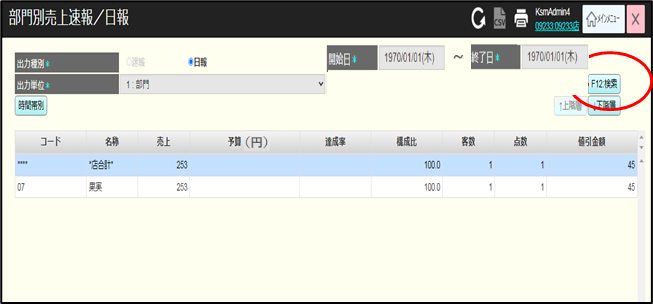 部門別売上速報／日報
CSV
KsmAdmin4
09233:09233店
メインメニュー
×
出力種別* 速報 日報 開始日* 1970/01/01(木) ～ 終了日* 1970/01/01(木)
出力単位* 1 : 部門 F12:検索
時間帯別 ↑上階層 ↓下階層
コード 名称 売上 予算（円） 達成率 構成比 客数 点数 値引金額
**** *店合計* 253 100.0 1 1 45
07 果実 253 100.0 1 1 45